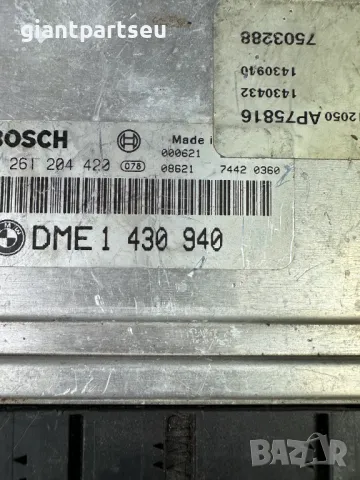 giantpartseu
7503288
1430940
1430432
12050 AP75816
BOSCH
Made i
000621
261 204 420 078 08621 7442 0360
DME 1 430 940
BAZAR